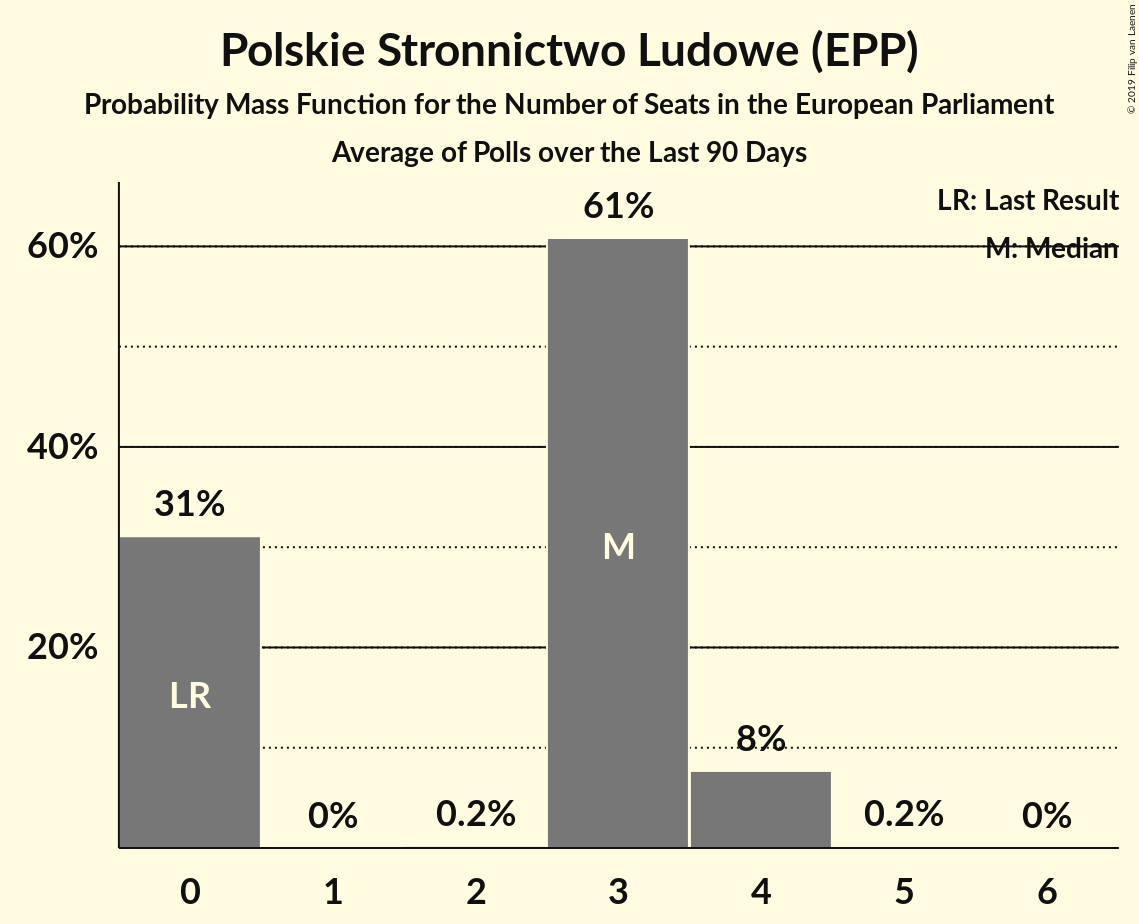 Polskie Stronnictwo Ludowe (EPP)
Probability Mass Function for the Number of Seats in the European Parliament
Average of Polls over the Last 90 Days
© 2019 Filip van Laenen
LR: Last Result
M: Median
60%
40%
20%
31%
0%
0.2%
61%
8%
0.2%
0%
LR
M
0 1 2 3 4 5 6